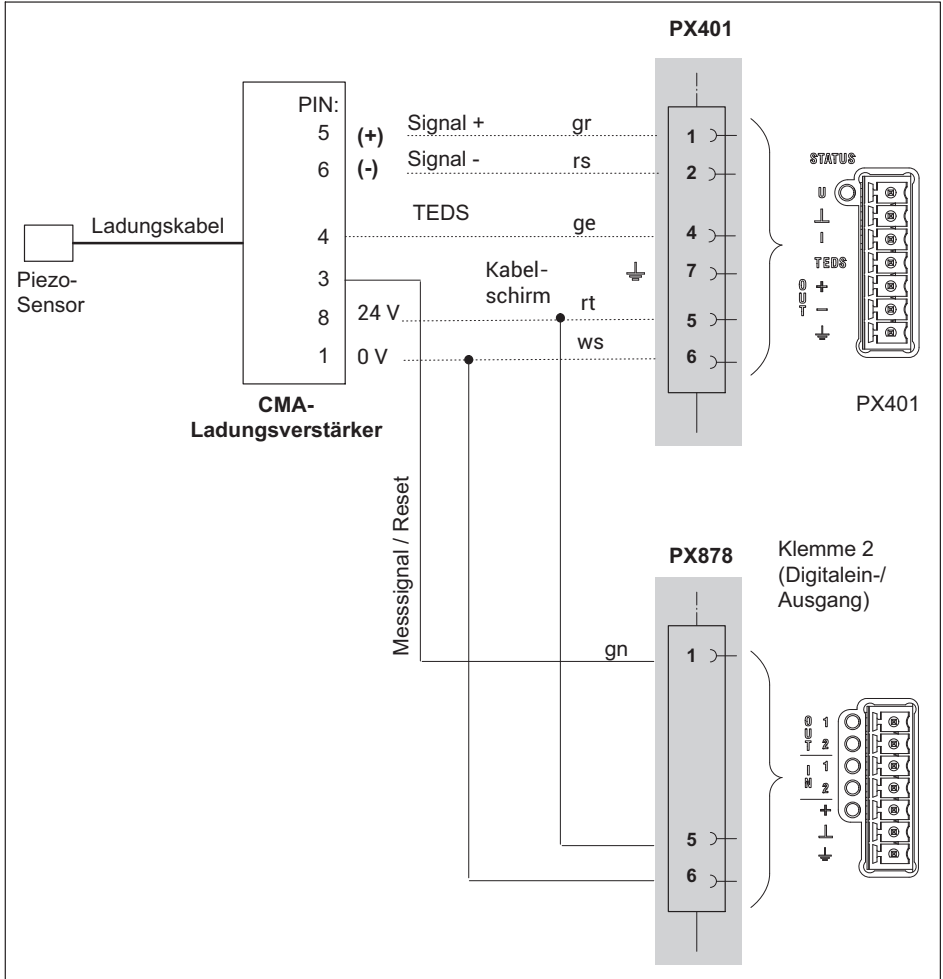 PX401
PIN:
5 (+) Signal + gr 1
6 (-) Signal - rs 2
STATUS
U
⊥
I
TEDS
OUT + −
⏚
PX401
Ladungskabel
Piezo-
Sensor
4 TEDS ge 4
3
Kabel-
schirm
⏚ 7
8 24 V rt 5
1 0 V ws 6
CMA-
Ladungsverstärker
Messsignal / Reset
PX878
Klemme 2
(Digitalein-/
Ausgang)
gn 1
OUT 1
2
IN 1
2
+
⊥
⏚
5
6